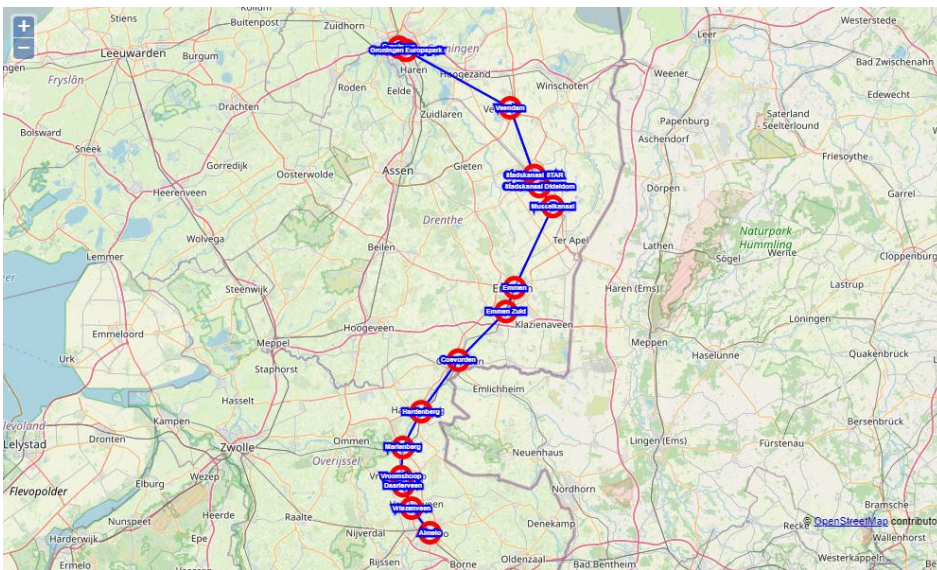 Stiens
Kollum
Buitenpost
Zuidhorn
Leer
Westerstede
+
−
Leeuwarden
Burgum
Groningen Europapark
Haren
Hoogezand
Weener
Bad Zwischenahn
Fryslân
Drachten
Roden
Eelde
Winschoten
Edewecht
Zuidlaren
Veendam
Papenburg
Saterland
- Seelterlound
Bolsward
Aschendorf
Sneek
Gorredijk
Oosterwolde
Assen
Gieten
Stadskanaal STAR
Friesoythe
Heerenveen
Stadskanaal Dideldom
Dörpen
Garrel
Musselkanaal
Drenthe
Wolvega
Beilen
Ter Apel
Lathen
Naturpark
Hümmling
Sögel
Werlte
Cloppenburg
Lemmer
Steenwijk
Emmen
Haren (Ems)
Lastrup
Emmen Zuid
Klazienaveen
Löningen
Emmeloord
Hoogeveen
Meppel
Meppen
Haselünne
Quakenbrück
Urk
Staphorst
Coevorden
Emlichheim
Hasselt
Hardenberg
Kampen
Bersenbrück
Lelystad
Dronten
Zwolle
Ommen
Mariënberg
Neuenhaus
Lingen (Ems)
Fürstenau
Overijssel
Elburg
Wezep
Vroomshoop
Daarlerveen
Nordhorn
Flevopolder
Vriezenveen
Bramsche
Nunspeet
Heerde
Raalte
Denekamp
Recke
© OpenStreetMap contributo
Harderwijk
Epe
Nijverdal
Almelo
Wallenhorst
Ermelo
Rijssen
Borne
Oldenzaal
Bad Bentheim
Westerkappeln